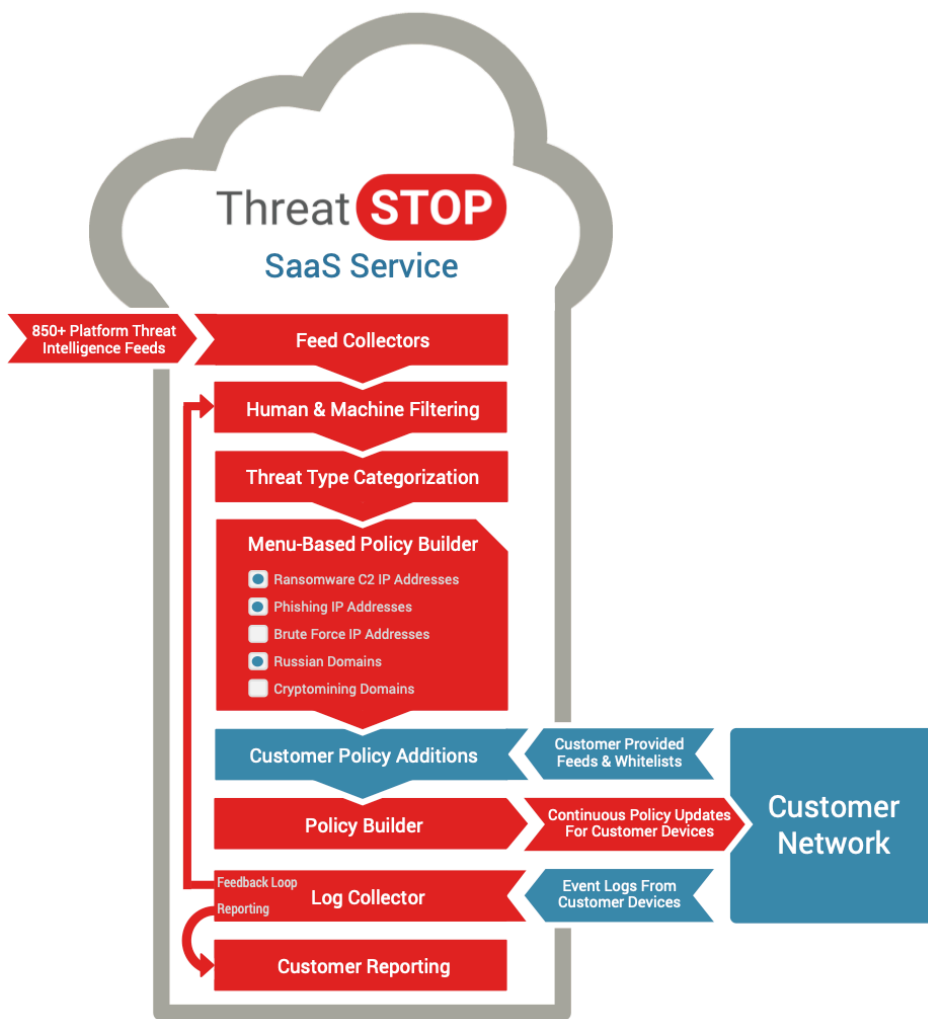 Threat STOP
SaaS Service
850+ Platform Threat
Intelligence Feeds
Feed Collectors
Human & Machine Filtering
Threat Type Categorization
Menu-Based Policy Builder
Ransomware C2 IP Addresses
Phishing IP Addresses
Brute Force IP Addresses
Russian Domains
Cryptomining Domains
Customer Policy Additions
Customer Provided
Feeds & Whitelists
Policy Builder
Continuous Policy Updates
For Customer Devices
Customer
Network
Feedback Loop
Reporting
Log Collector
Event Logs From
Customer Devices
Customer Reporting